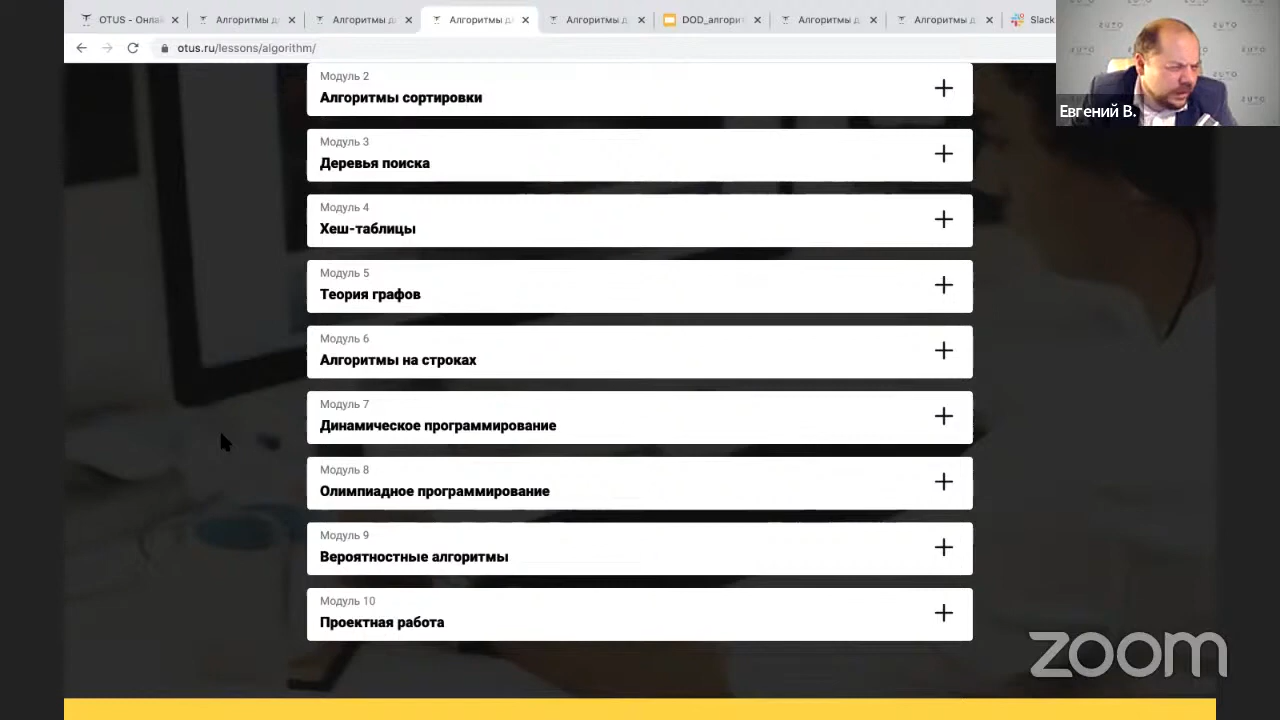 OTUS - Онлай
Алгоритмы д
Алгоритмы д
Алгоритмы д
Алгоритмы д
DOD_алгори
Алгоритмы д
Алгоритмы д
Slack
otus.ru/lessons/algorithm/
Евгений В.
Модуль 2
Алгоритмы сортировки
Модуль 3
Деревья поиска
Модуль 4
Хеш-таблицы
Модуль 5
Теория графов
Модуль 6
Алгоритмы на строках
Модуль 7
Динамическое программирование
Модуль 8
Олимпиадное программирование
Модуль 9
Вероятностные алгоритмы
Модуль 10
Проектная работа
zoom